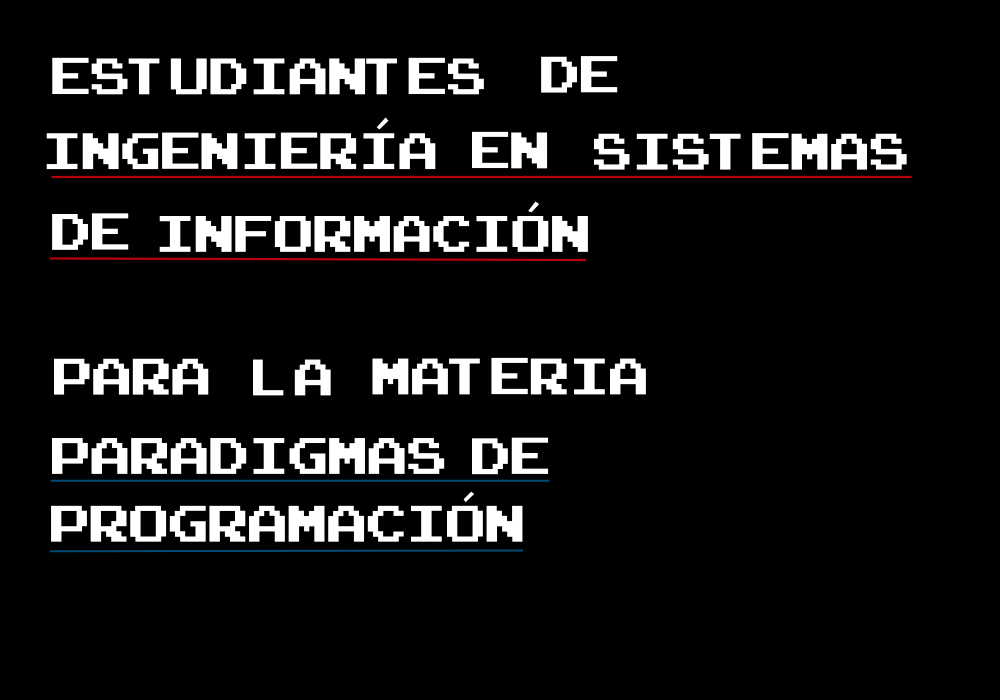 ESTUDIANTES DE
INGENIERÍA EN SISTEMAS
DE INFORMACIÓN
PARA LA MATERIA
PARADIGMAS DE
PROGRAMACIÓN